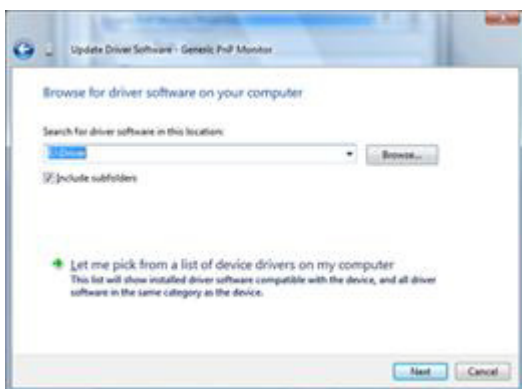 Update Driver Software - Generic PnP Monitor
Browse for driver software on your computer
Search for driver software in this location:
Browse...
Include subfolders
Let me pick from a list of device drivers on my computer
This list will show installed driver software compatible with the device, and all driver
software in the same category as the device.
Next Cancel